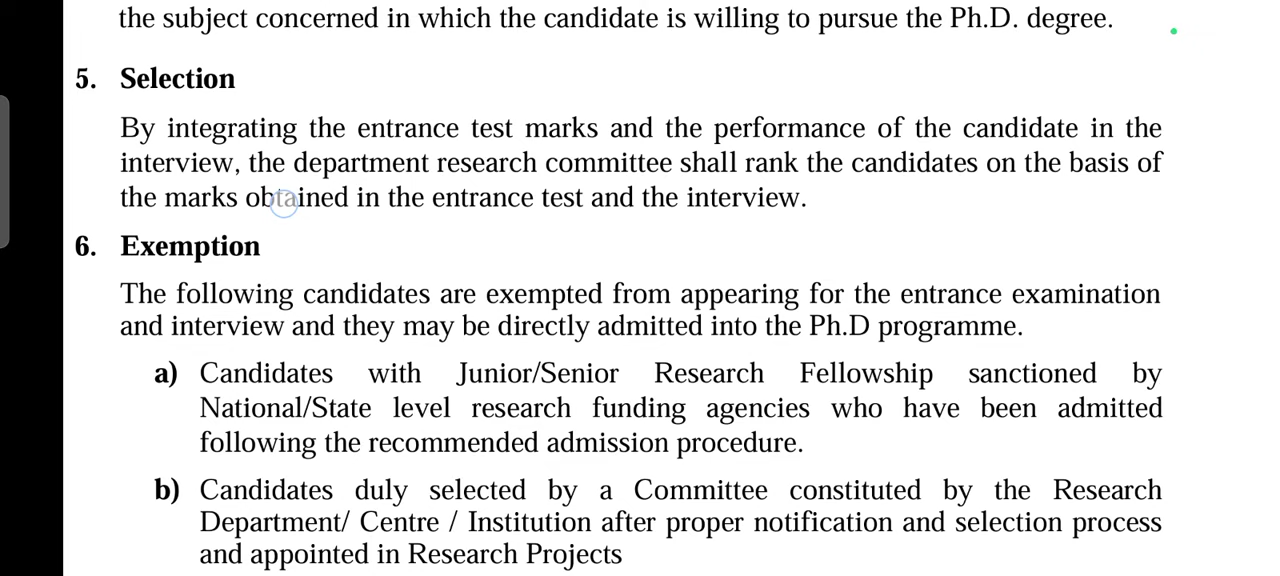 the subject concerned in which the candidate is willing to pursue the Ph.D. degree.
5. Selection
By integrating the entrance test marks and the performance of the candidate in the
interview, the department research committee shall rank the candidates on the basis of
the marks obtained in the entrance test and the interview.
6. Exemption
The following candidates are exempted from appearing for the entrance examination
and interview and they may be directly admitted into the Ph.D programme.
a) Candidates with Junior/Senior Research Fellowship sanctioned by
National/State level research funding agencies who have been admitted
following the recommended admission procedure.
b) Candidates duly selected by a Committee constituted by the Research
Department/ Centre / Institution after proper notification and selection process
and appointed in Research Projects